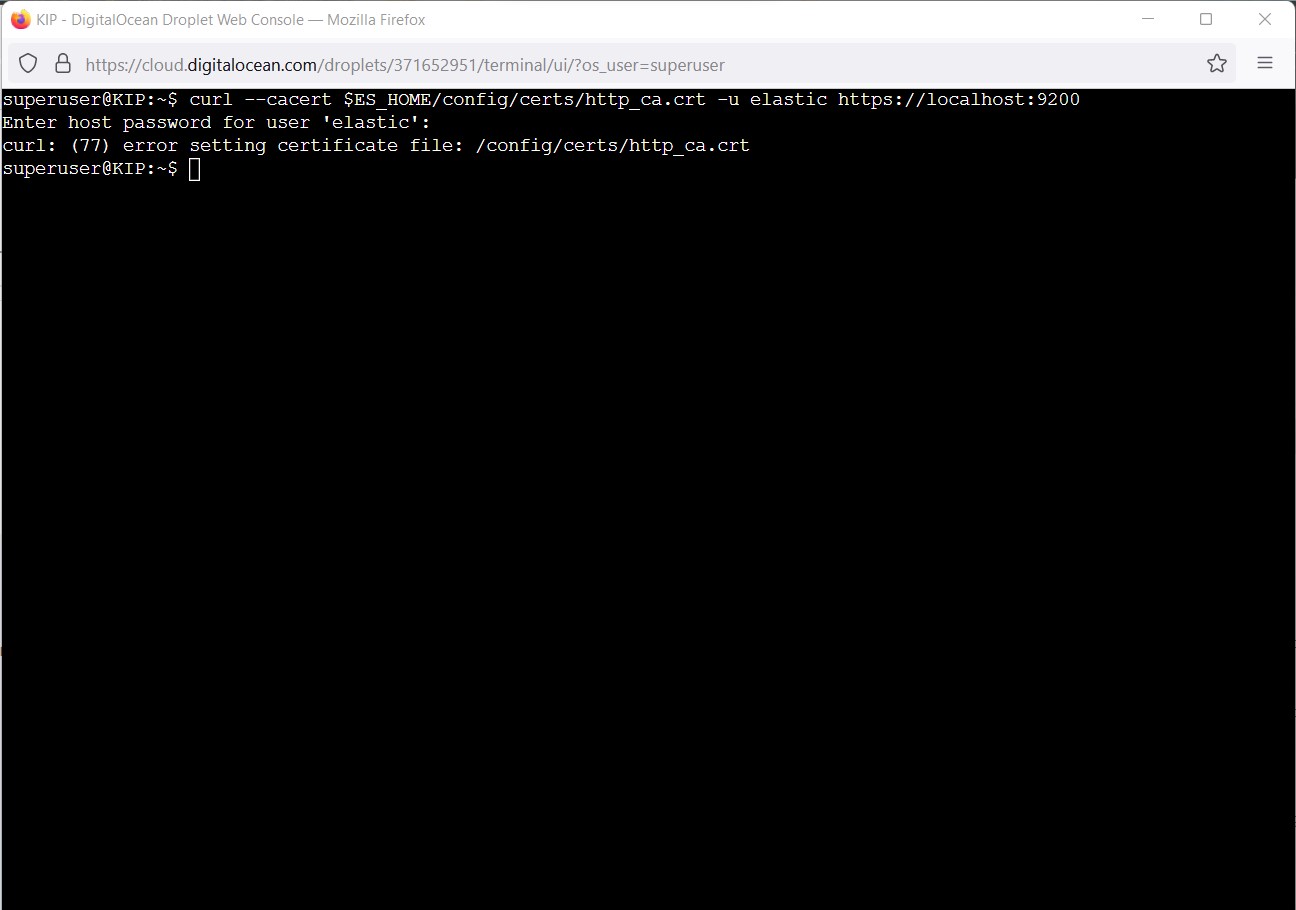 KIP - DigitalOcean Droplet Web Console — Mozilla Firefox
https://cloud.digitalocean.com/droplets/371652951/terminal/ui/?os_user=superuser
superuser@KIP:~$ curl --cacert $ES_HOME/config/certs/http_ca.crt -u elastic https://localhost:9200
Enter host password for user 'elastic':
curl: (77) error setting certificate file: /config/certs/http_ca.crt
superuser@KIP:~$